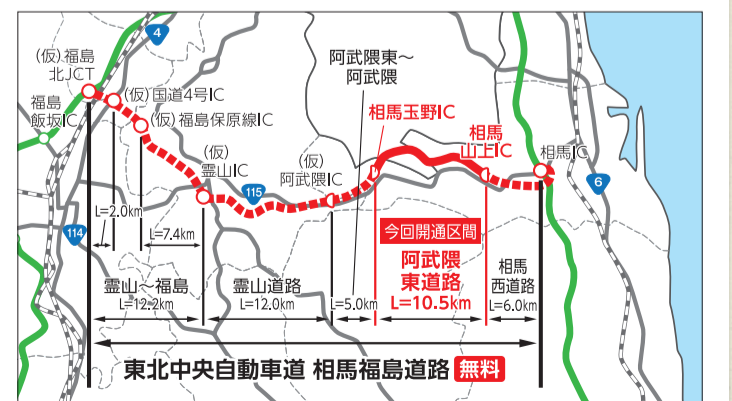 4
(仮)福島
北JCT
福島
飯坂IC
(仮)国道4号IC
(仮)福島保原線IC
(仮)
霊山IC
(仮)
阿武隈IC
阿武隈東〜
阿武隈
相馬玉野IC
相馬
山上IC
相馬IC
115
6
114
L=2.0km
L=7.4km
今回開通区間
霊山〜福島
L=12.2km
霊山道路
L=12.0km
L=5.0km
阿武隈
東道路
L=10.5km
相馬
西道路
L=6.0km
東北中央自動車道 相馬福島道路 無料